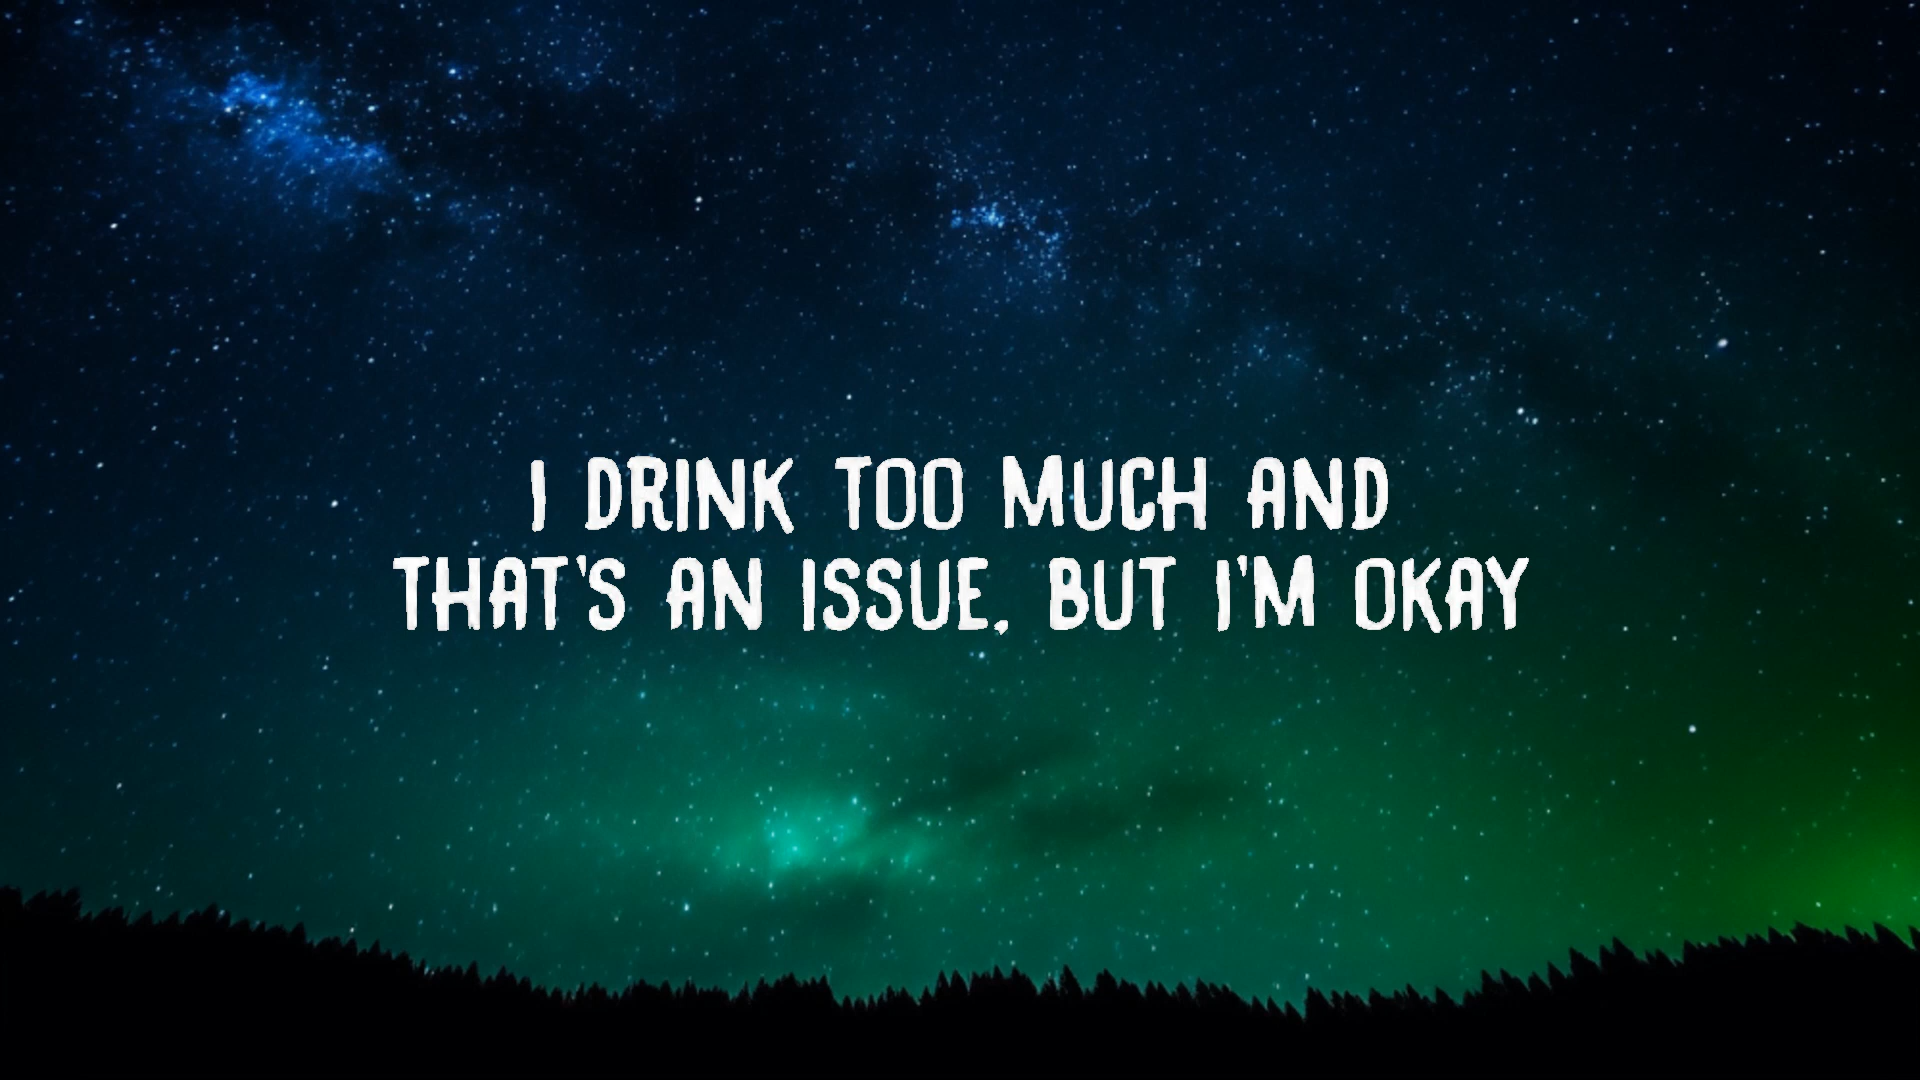 I DRINK TOO MUCH AND
THAT'S AN ISSUE, BUT I'M OKAY